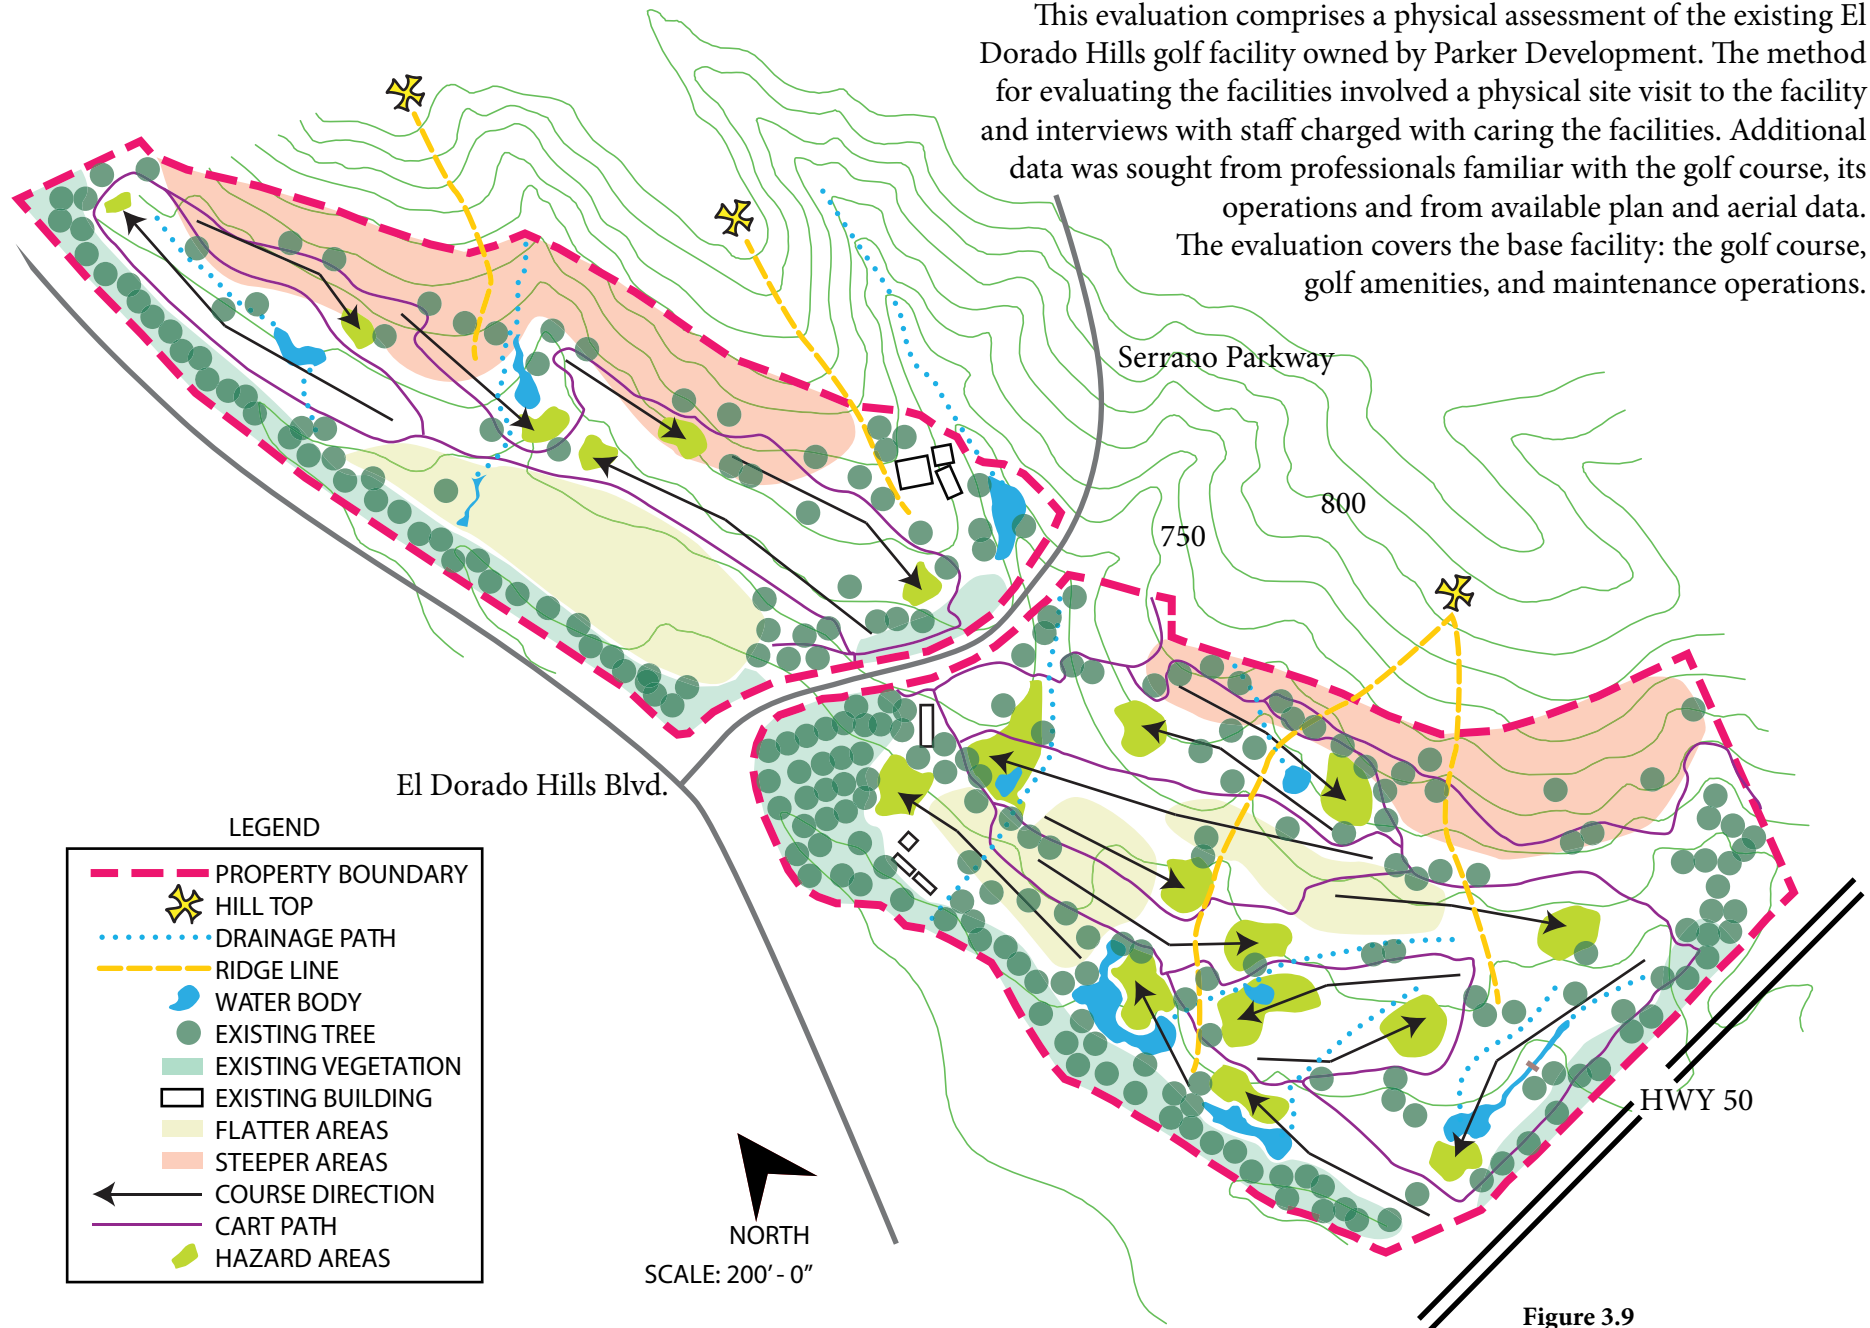 This evaluation comprises a physical assessment of the existing El
Dorado Hills golf facility owned by Parker Development. The method
for evaluating the facilities involved a physical site visit to the facility
and interviews with staff charged with caring the facilities. Additional
data was sought from professionals familiar with the golf course, its
operations and from available plan and aerial data.
The evaluation covers the base facility: the golf course,
golf amenities, and maintenance operations.
Serrano Parkway
800
750
El Dorado Hills Blvd.
LEGEND
PROPERTY BOUNDARY
HILL TOP
DRAINAGE PATH
RIDGE LINE
WATER BODY
EXISTING TREE
EXISTING VEGETATION
EXISTING BUILDING
FLATTER AREAS
STEEPER AREAS
COURSE DIRECTION
CART PATH
HAZARD AREAS
NORTH
SCALE: 200’ - 0”
HWY 50
Figure 3.9